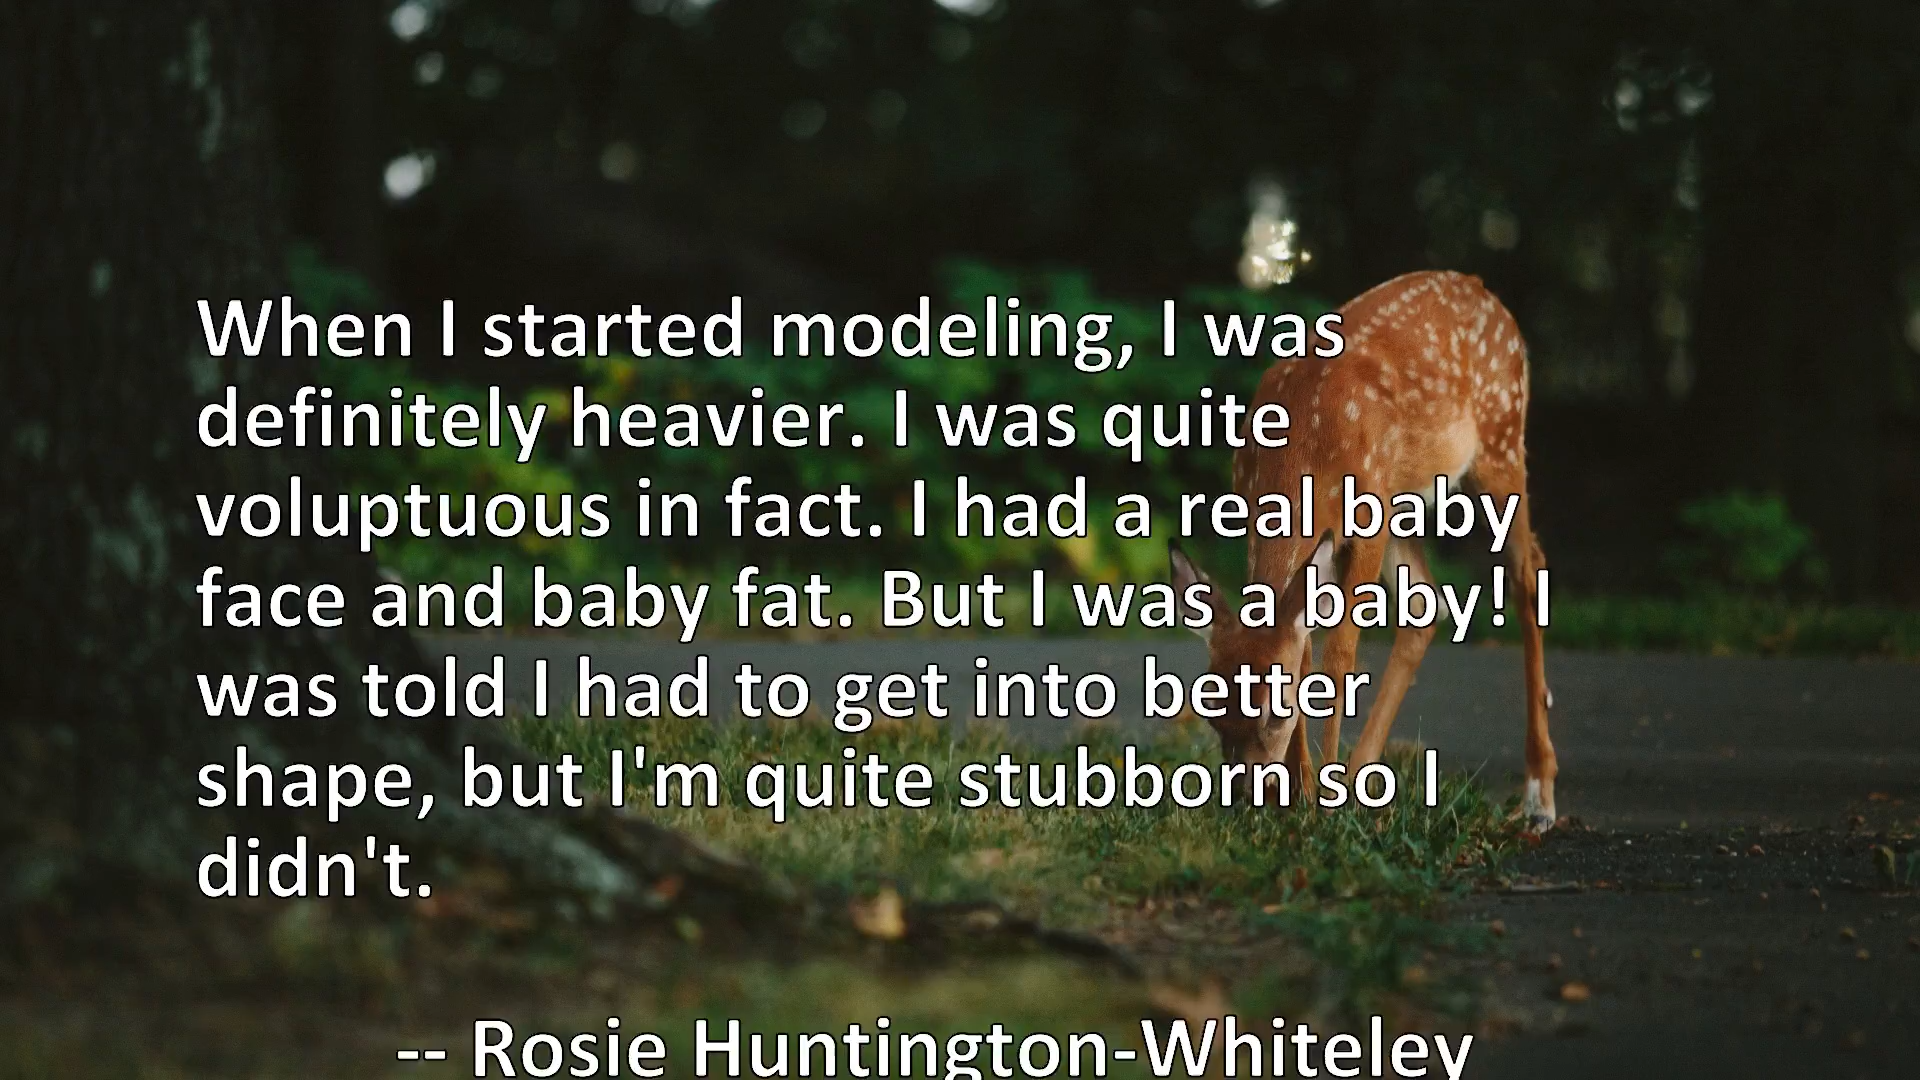 When I started modeling, I was
definitely heavier. I was quite
voluptuous in fact. I had a real baby
face and baby fat. But I was a baby! I
was told I had to get into better
shape, but I'm quite stubborn so I
didn't.
-- Rosie Huntington-Whiteley